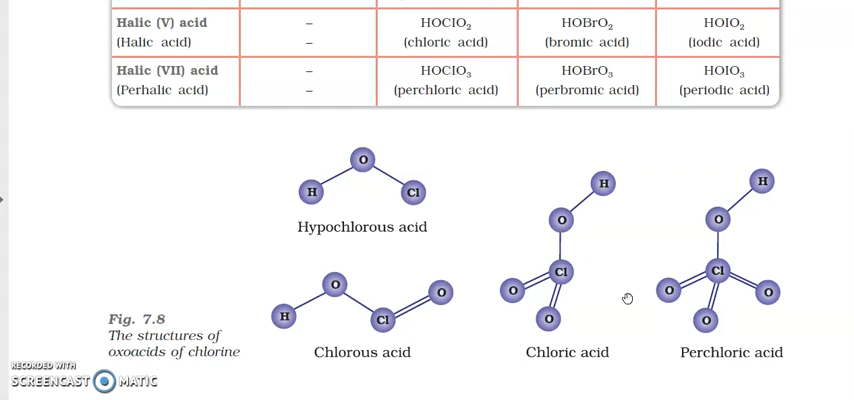 Halic (V) acid – HOClO2 HOBrO2 HOIO2
(Halic acid) – (chloric acid) (bromic acid) (iodic acid)
Halic (VII) acid – HOClO3 HOBrO3 HOIO3
(Perhalic acid) – (perchloric acid) (perbromic acid) (periodic acid)
O
H Cl
Hypochlorous acid
O
O
H
Cl
Chlorous acid
H
O
Cl
O
O
Chloric acid
H
O
Cl
O
O
O
Perchloric acid
Fig. 7.8
The structures of
oxoacids of chlorine
RECORDED WITH
SCREENCAST MATIC